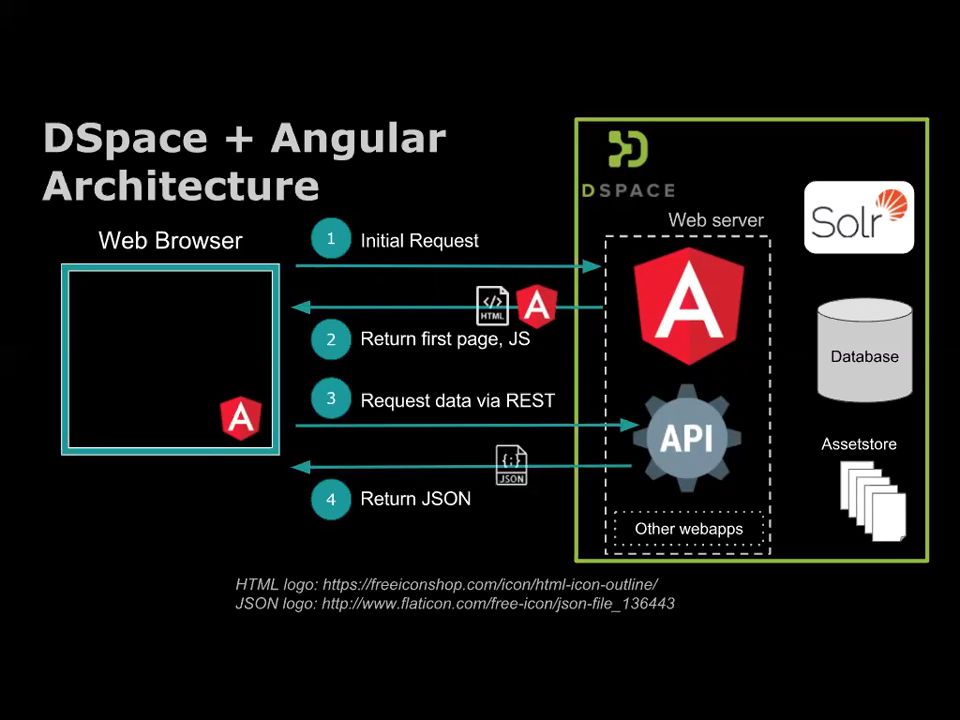 DSpace + Angular
Architecture
DSPACE
Web server
Solr
Web Browser
1
Initial Request
</>
HTML
A
A
2
Return first page, JS
Database
3
Request data via REST
A
API
Assetstore
{;}
JSON
4
Return JSON
Other webapps
HTML logo: https://freeiconshop.com/icon/html-icon-outline/
JSON logo: http://www.flaticon.com/free-icon/json-file_136443